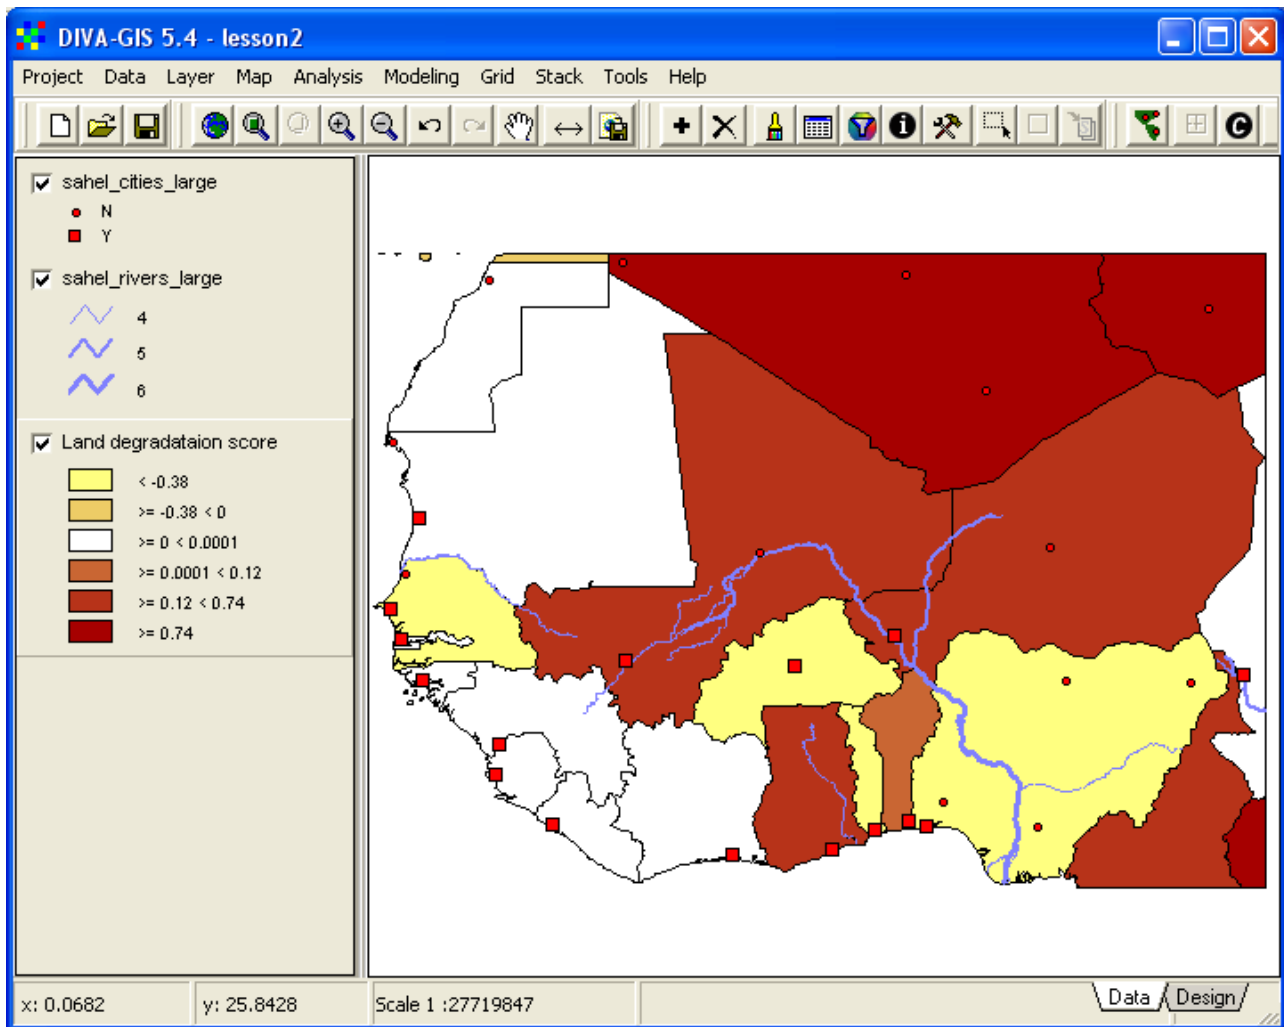 DIVA-GIS 5.4 - lesson2
Project Data Layer Map Analysis Modeling Grid Stack Tools Help
sahel_cities_large
N
Y
sahel_rivers_large
4
5
6
Land degradataion score
< -0.38
>= -0.38 < 0
>= 0 < 0.0001
>= 0.0001 < 0.12
>= 0.12 < 0.74
>= 0.74
x: 0.0682 y: 25.8428 Scale 1 :27719847 Data Design